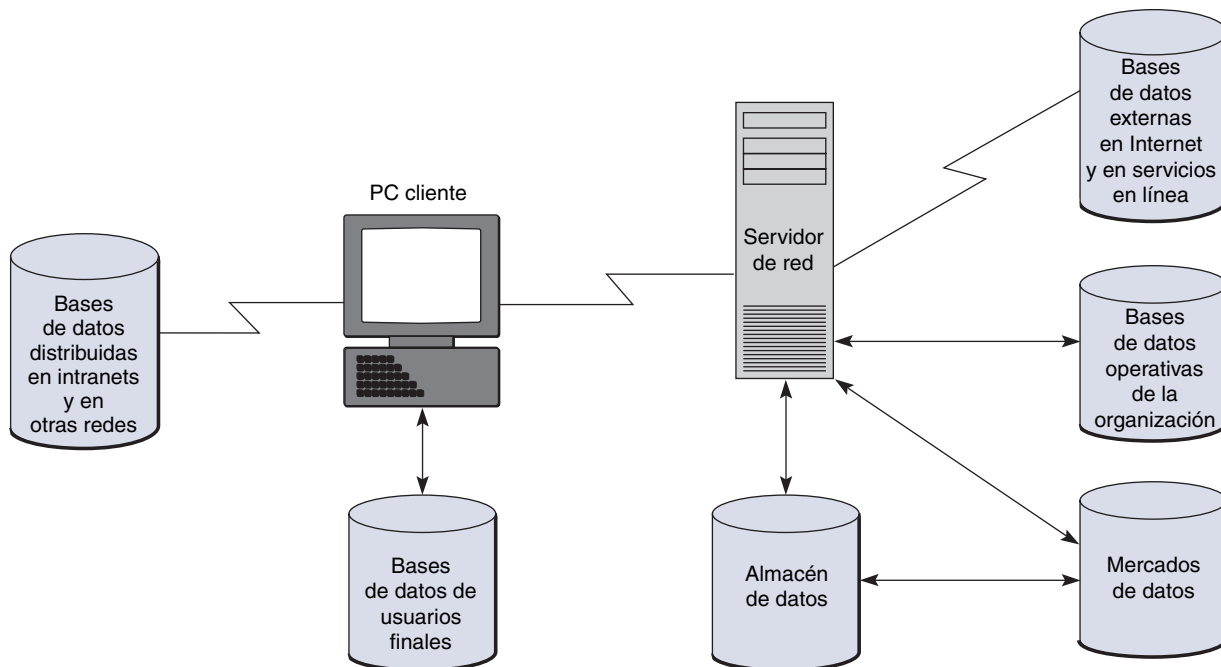 Bases
de datos
externas
en Internet
y en servicios
en línea
PC cliente
Servidor
de red
Bases
de datos
distribuidas
en intranets
y en
otras redes
Bases
de datos
operativas
de la
organización
Bases
de datos de
usuarios
finales
Almacén
de datos
Mercados
de datos